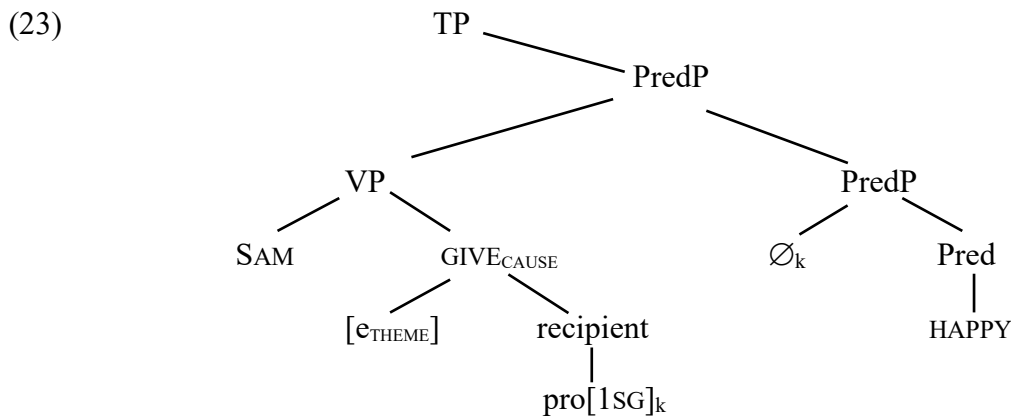 (23) TP
PredP
VP PredP
SAM GIVECAUSE ∅k Pred
[eTHEME] recipient HAPPY
pro[1SG]k